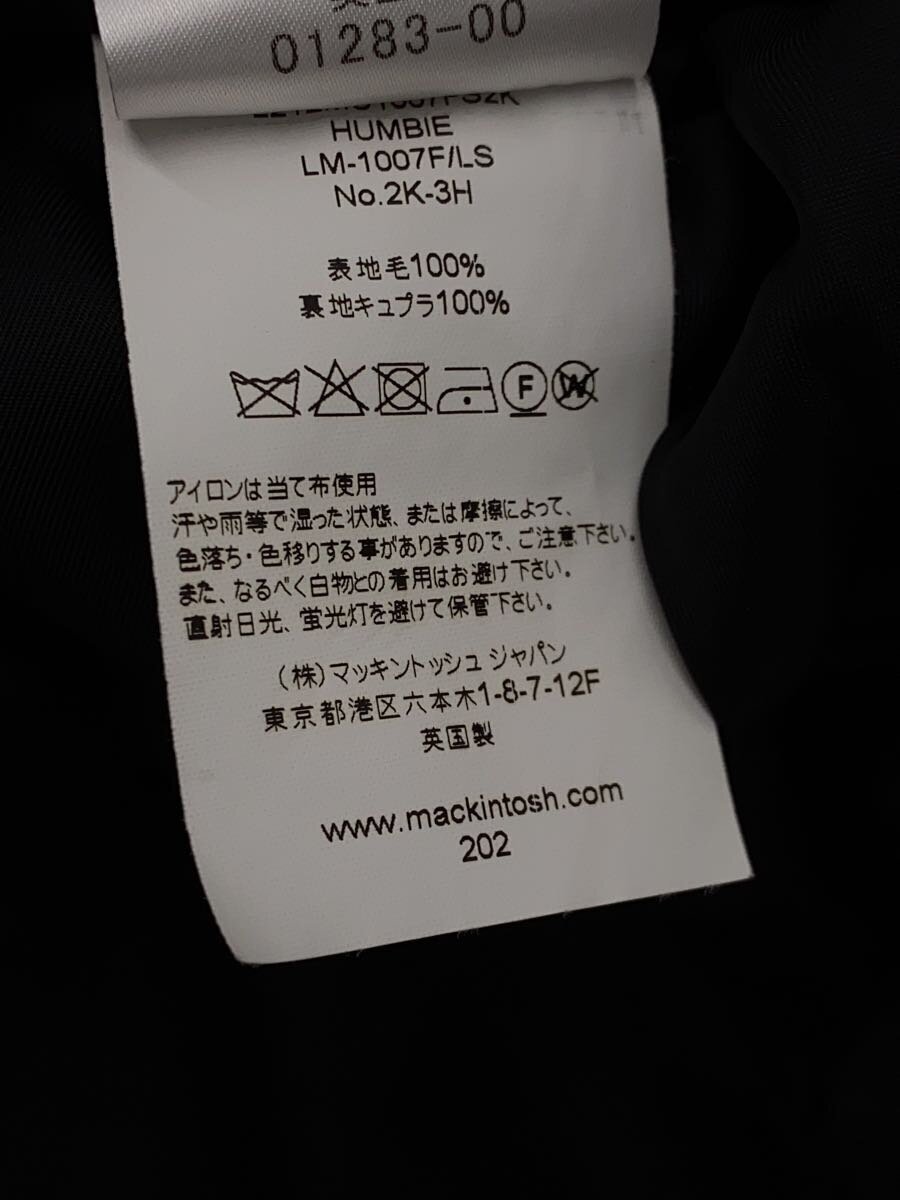 01283-00
HUMBIE
LM-1007F/LS
No.2K-3H
表地毛100%
裏地キュプラ100%
F
W
アイロンは当て布使用
汗や雨等で湿った状態、または摩擦によって、
色落ち・色移りする事がありますので、ご注意下さい。
また、なるべく白物との着用はお避け下さい。
直射日光、蛍光灯を避けて保管下さい。
(株)マッキントッシュ ジャパン
東京都港区六本木1-8-7-12F
英国製
www.mackintosh.com
202